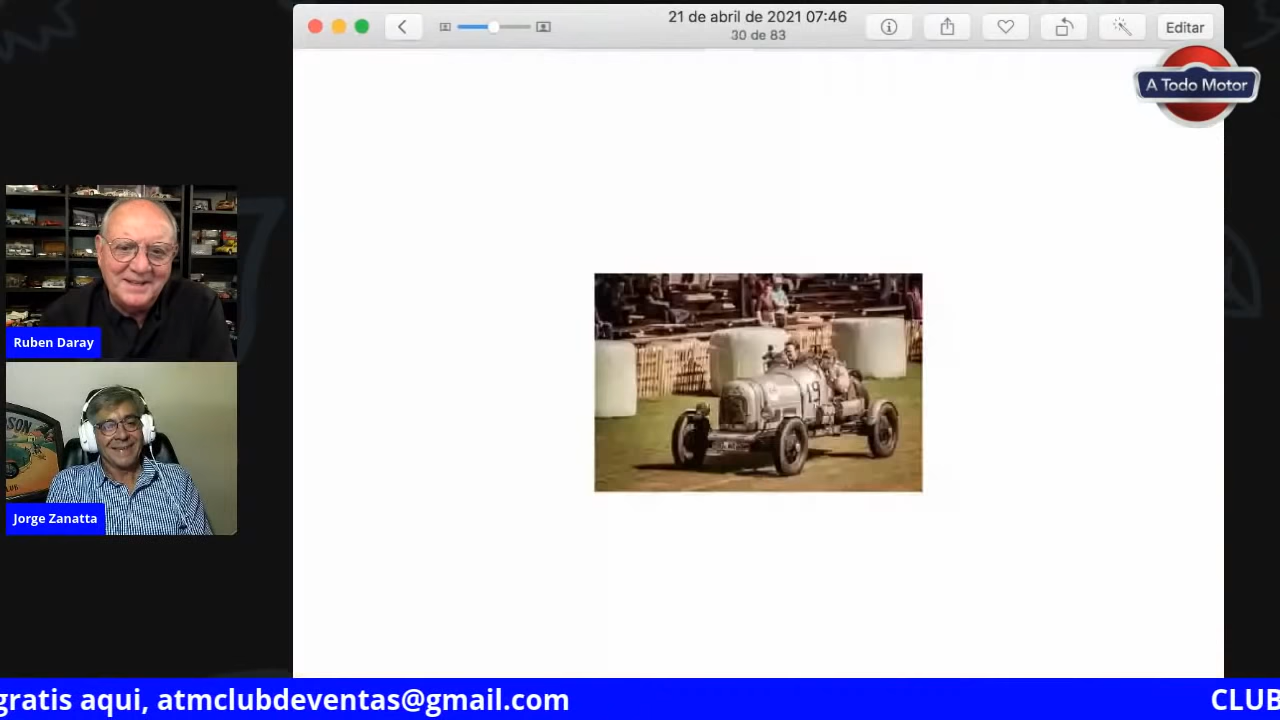 21 de abril de 2021 07:46
30 de 83
Editar
A Todo Motor
Ruben Daray
SON
19
Jorge Zanatta
gratis aqui, atmclubdeventas@gmail.com
CLUB